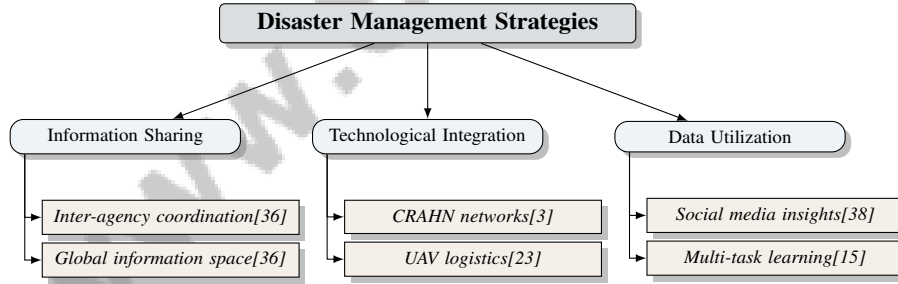 Disaster Management Strategies
Information Sharing
Technological Integration
Data Utilization
Inter-agency coordination[36]
Global information space[36]
CRAHN networks[3]
UAV logistics[23]
Social media insights[38]
Multi-task learning[15]
www.